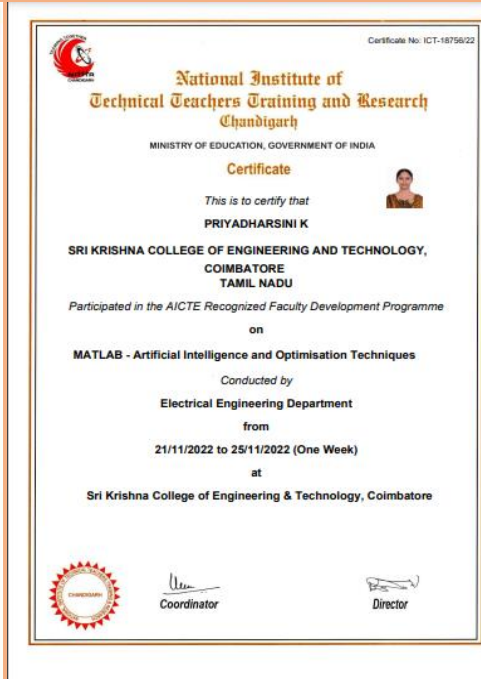 Certificate No: ICT-18756/22
National Institute of
Technical Teachers Training and Research
Chandigarh
MINISTRY OF EDUCATION, GOVERNMENT OF INDIA
Certificate
This is to certify that
PRIYADHARSINI K
SRI KRISHNA COLLEGE OF ENGINEERING AND TECHNOLOGY,
COIMBATORE
TAMIL NADU
Participated in the AICTE Recognized Faculty Development Programme
on
MATLAB - Artificial Intelligence and Optimisation Techniques
Conducted by
Electrical Engineering Department
from
21/11/2022 to 25/11/2022 (One Week)
at
Sri Krishna College of Engineering & Technology, Coimbatore
CHANDIGARH
Coordinator
Director